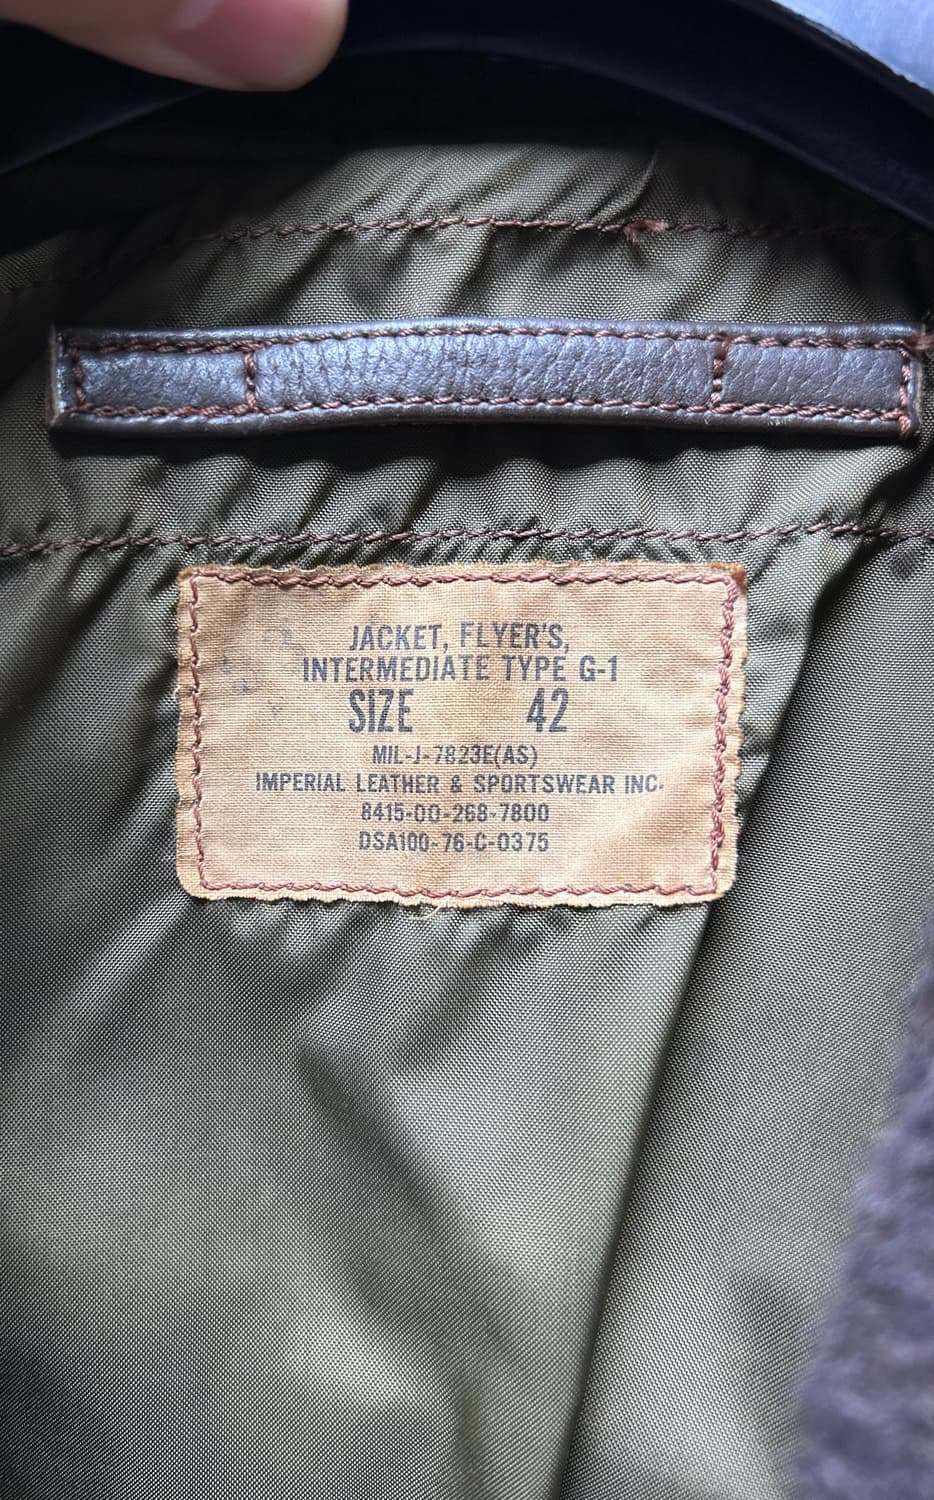 JACKET, FLYER'S,
INTERMEDIATE TYPE G-1
SIZE 42
MIL-J-7823E(AS)
IMPERIAL LEATHER & SPORTSWEAR INC.
8415-00-268-7800
DSA100-76-C-0375